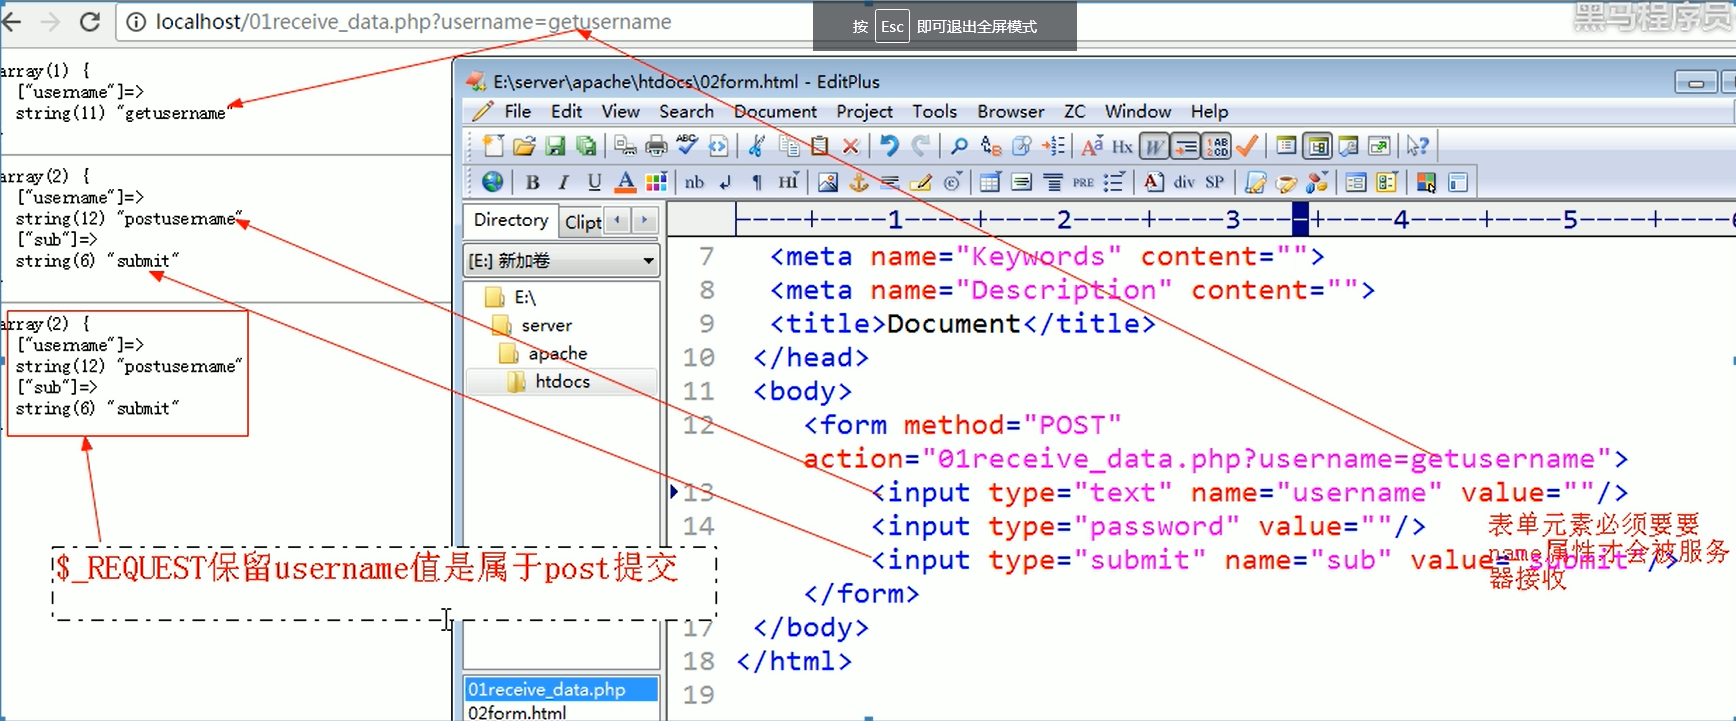 localhost/01receive_data.php?username=getusername
按 Esc 即可退出全屏模式
黑马程序员
array(1) {
["username"]=>
string(11) "getusername"
array(2) {
["username"]=>
string(12) "postusername"
["sub"]=>
string(6) "submit"
array(2) {
["username"]=>
string(12) "postusername"
["sub"]=>
string(6) "submit"
$_REQUEST保留username值是属于post提交
E:\server\apache\htdocs\02form.html - EditPlus
File Edit View Search Document Project Tools Browser ZC Window Help
ABC Hx W
B I U A nb ¶ HI PRE A div SP
Directory Clipt
[E:] 新加卷
E:\
server
apache
htdocs
01receive_data.php
02form.html
----+----1----+----2----+----3----+----4----+----5----+----6
7 <meta name="Keywords" content="">
8 <meta name="Description" content="">
9 <title>Document</title>
10 </head>
11 <body>
12 <form method="POST"
action="01receive_data.php?username=getusername">
13 <input type="text" name="username" value=""/>
14 <input type="password" value=""/>
<input type="submit" name="sub" value="submit"/>
</form>
17 </body>
18 </html>
19
表单元素必须要要
name属性才会被服务
器接收